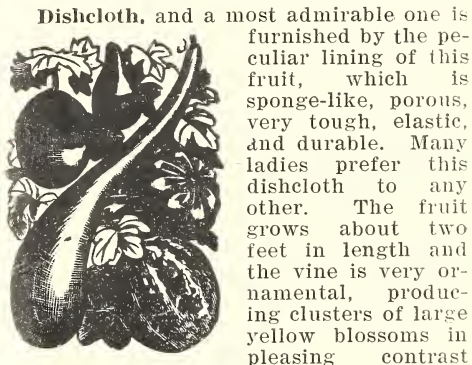 Dishcloth, and a most admirable one is
furnished by the pe-
culiar lining of this
fruit, which is
sponge-like, porous,
very tough, elastic,
and durable. Many
ladies prefer this
dishcloth to any
other. The fruit
grows about two
feet in length and
the vine is very or-
namental, produc-
ing clusters of large
yellow blossoms in
pleasing contrast